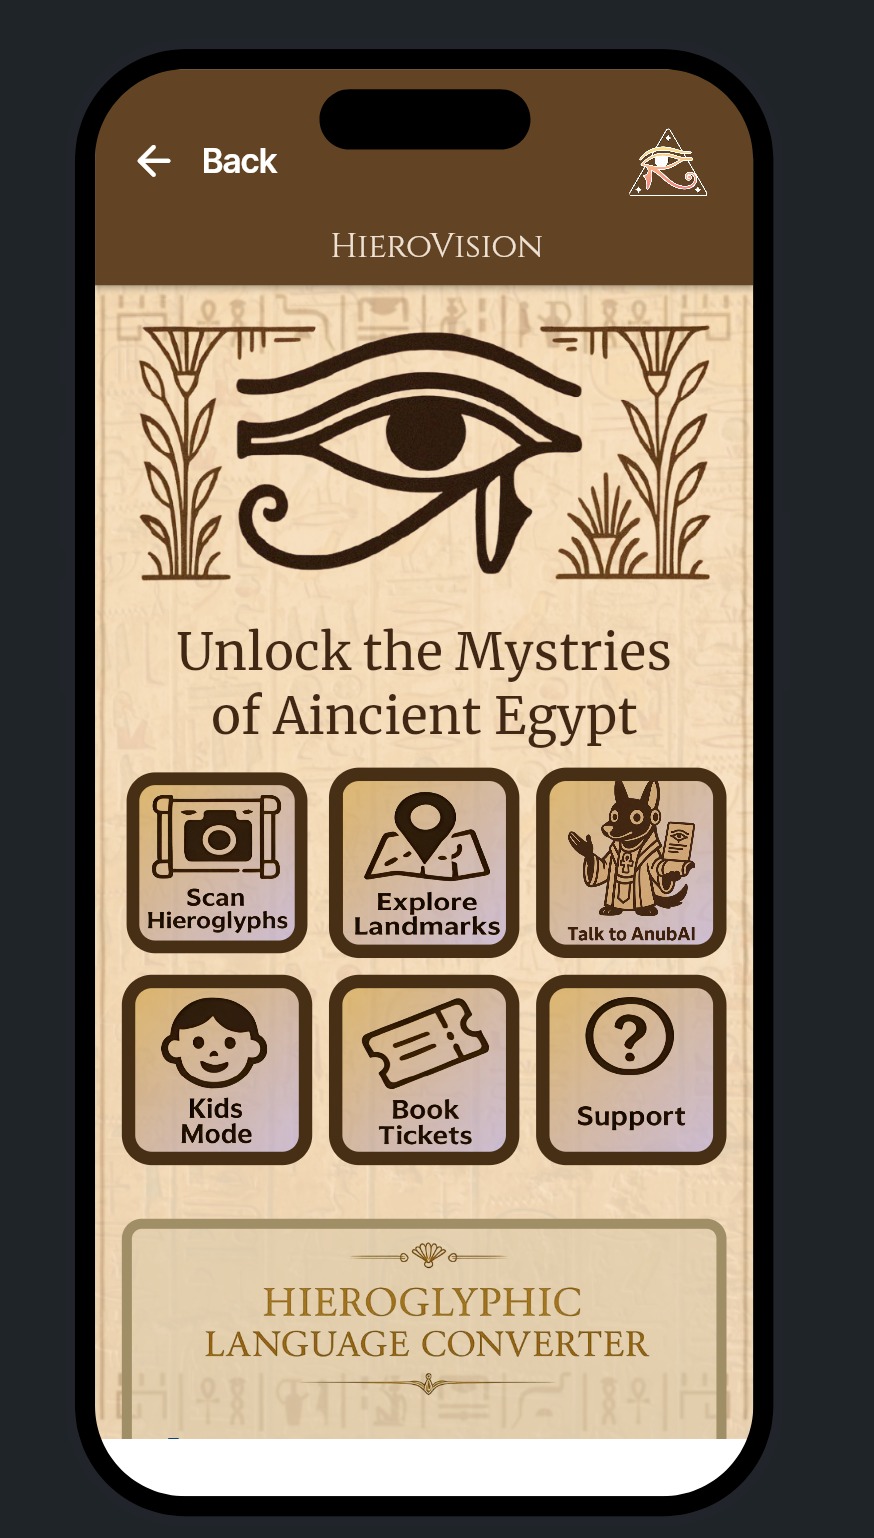 Back
HieroVision
Unlock the Mystries
of Aincient Egypt
Scan
Hieroglyphs
Explore
Landmarks
Talk to AnubAI
Kids
Mode
Book
Tickets
Support
HIEROGLYPHIC
LANGUAGE CONVERTER